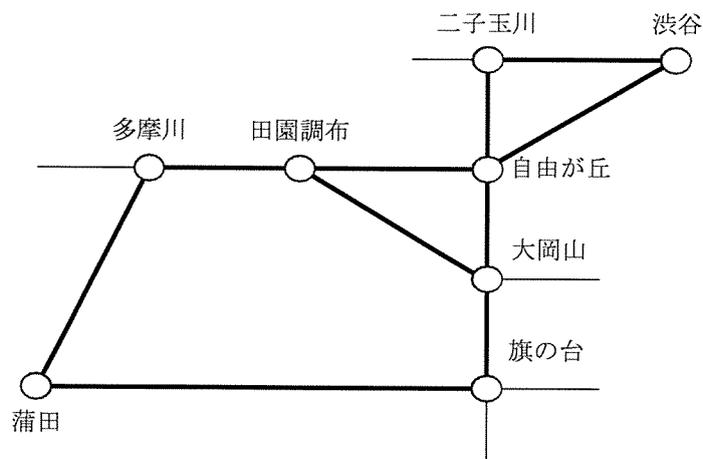 二子玉川
渋谷
多摩川
田園調布
自由が丘
大岡山
旗の台
蒲田